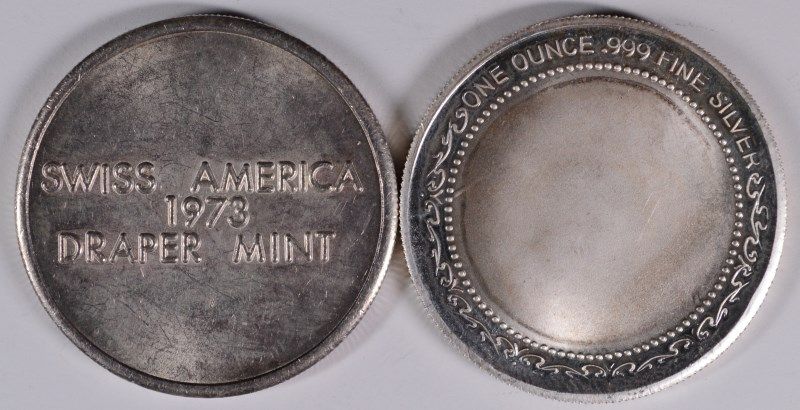 SWISS AMERICA
1973
DRAPER MINT
ONE OUNCE .999 FINE SILVER